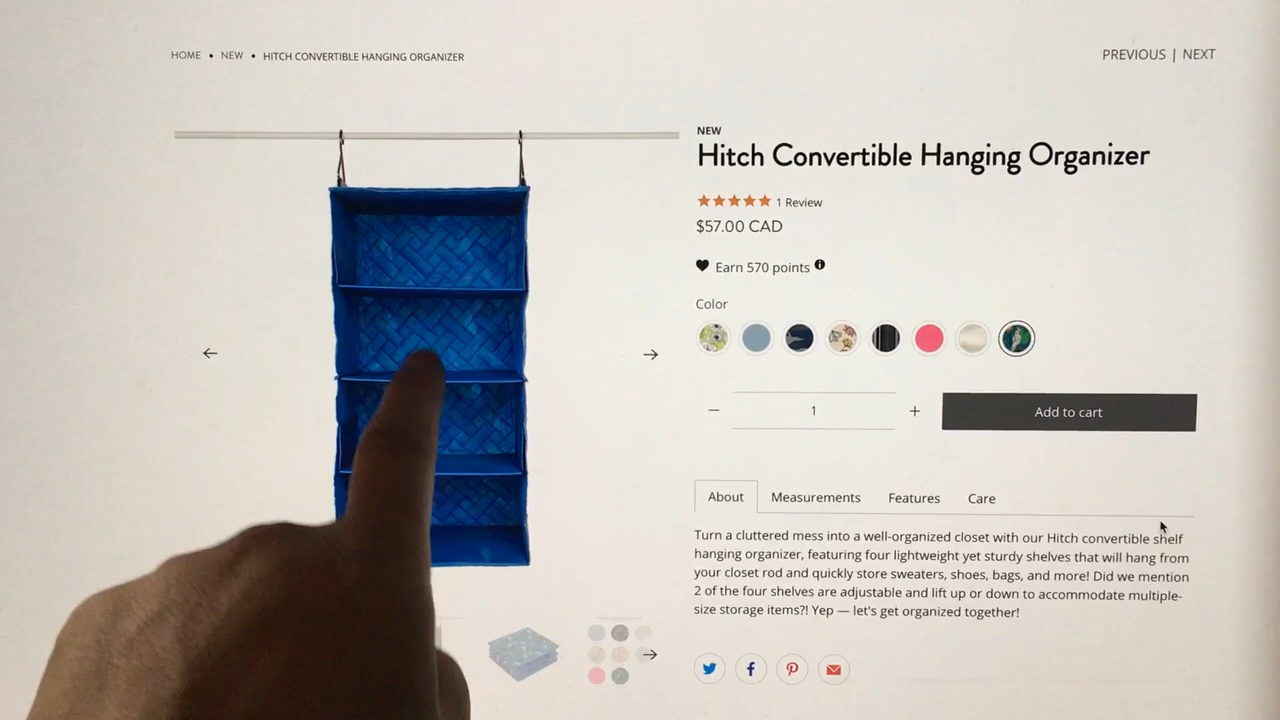 HOME • NEW • HITCH CONVERTIBLE HANGING ORGANIZER
PREVIOUS | NEXT
NEW
Hitch Convertible Hanging Organizer
1 Review
$57.00 CAD
Earn 570 points
Color
− 1 +
Add to cart
About Measurements Features Care
Turn a cluttered mess into a well-organized closet with our Hitch convertible shelf
hanging organizer, featuring four lightweight yet sturdy shelves that will hang from
your closet rod and quickly store sweaters, shoes, bags, and more! Did we mention
2 of the four shelves are adjustable and lift up or down to accommodate multiple-
size storage items?! Yep — let's get organized together!